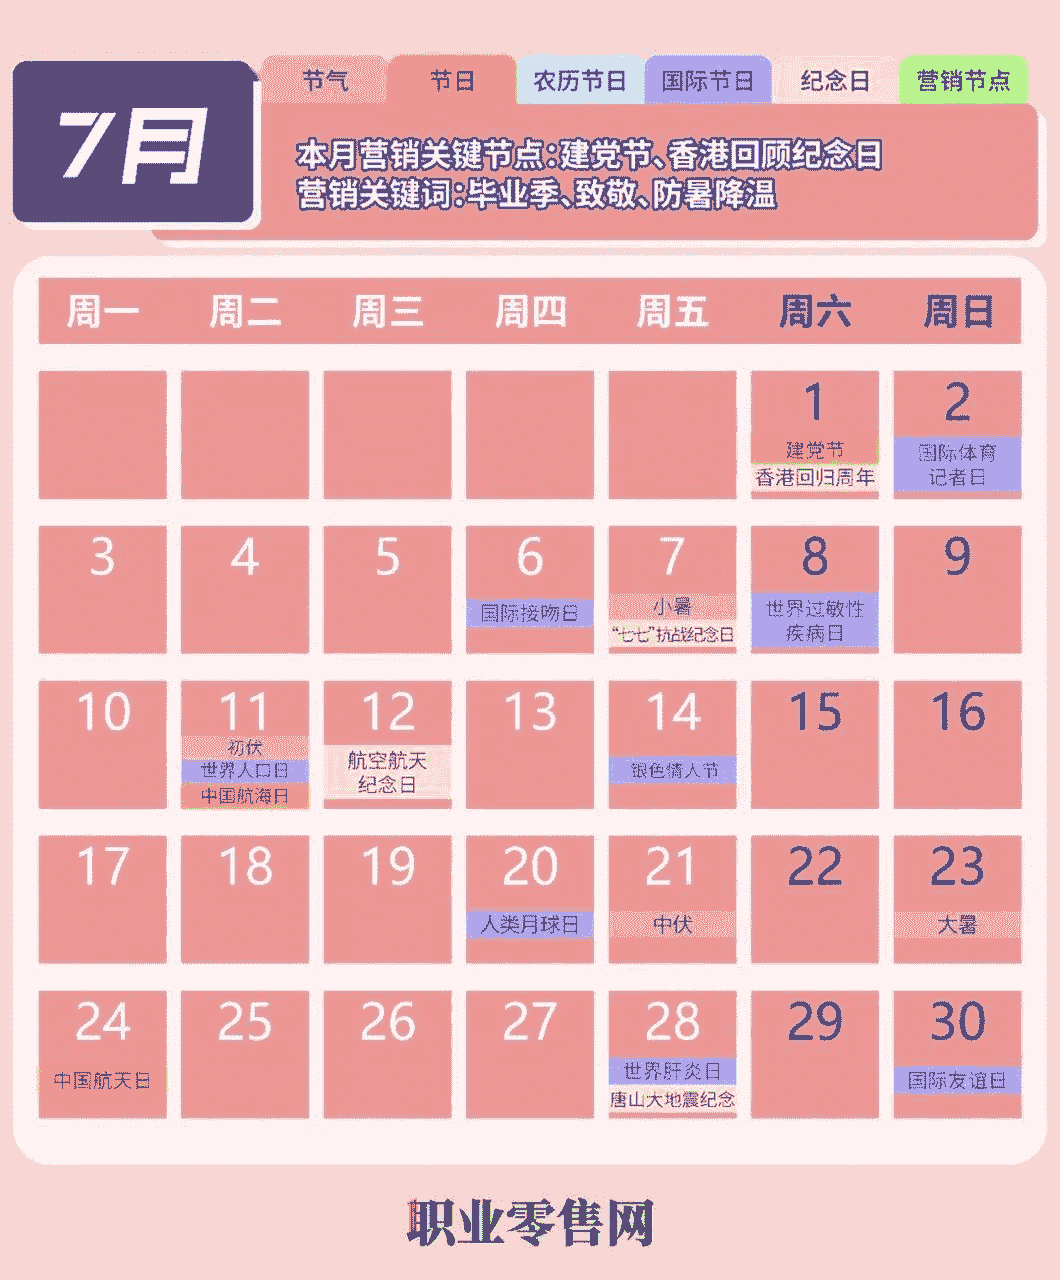 7月
节气 节日 农历节日 国际节日 纪念日 营销节点
本月营销关键节点:建党节、香港回顾纪念日
营销关键词:毕业季、致敬、防暑降温
周一 周二 周三 周四 周五 周六 周日
1
建党节
香港回归周年
2
国际体育
记者日
3
4
5
6
国际接吻日
7
小暑
“七七”抗战纪念日
8
世界过敏性
疾病日
9
10
11
初伏
世界人口日
中国航海日
12
航空航天
纪念日
13
14
银色情人节
15
16
17
18
19
20
人类月球日
21
中伏
22
23
大暑
24
中国航天日
25
26
27
28
世界肝炎日
唐山大地震纪念
29
30
国际友谊日
职业零售网